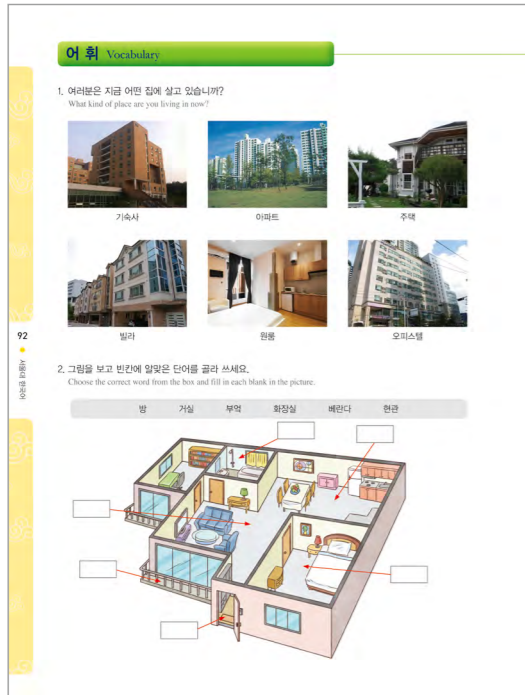 어휘 Vocabulary
1. 여러분은 지금 어떤 집에 살고 있습니까?
What kind of place are you living in now?
기숙사 아파트 주택
빌라 원룸 오피스텔
92
서울대 한국어
2. 그림을 보고 빈칸에 알맞은 단어를 골라 쓰세요.
Choose the correct word from the box and fill in each blank in the picture.
방 거실 부엌 화장실 베란다 현관